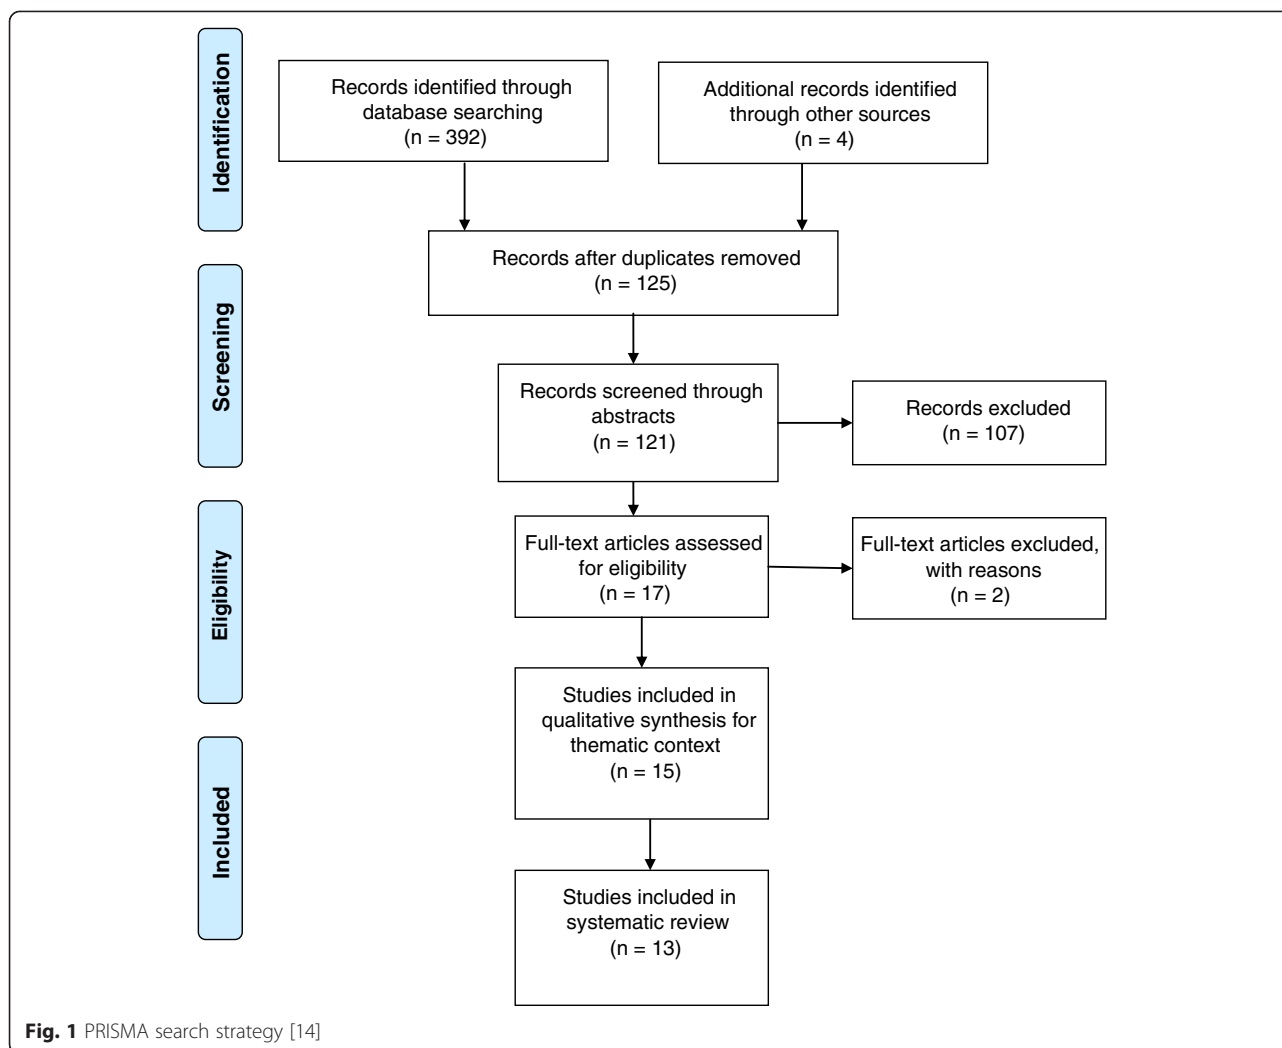 Identification
Records identified through
database searching
(n = 392)
Additional records identified
through other sources
(n = 4)
Records after duplicates removed
(n = 125)
Screening
Records screened through
abstracts
(n = 121)
Records excluded
(n = 107)
Eligibility
Full-text articles assessed
for eligibility
(n = 17)
Full-text articles excluded,
with reasons
(n = 2)
Studies included in
qualitative synthesis for
thematic context
(n = 15)
Included
Studies included in
systematic review
(n = 13)
Fig. 1 PRISMA search strategy [14]